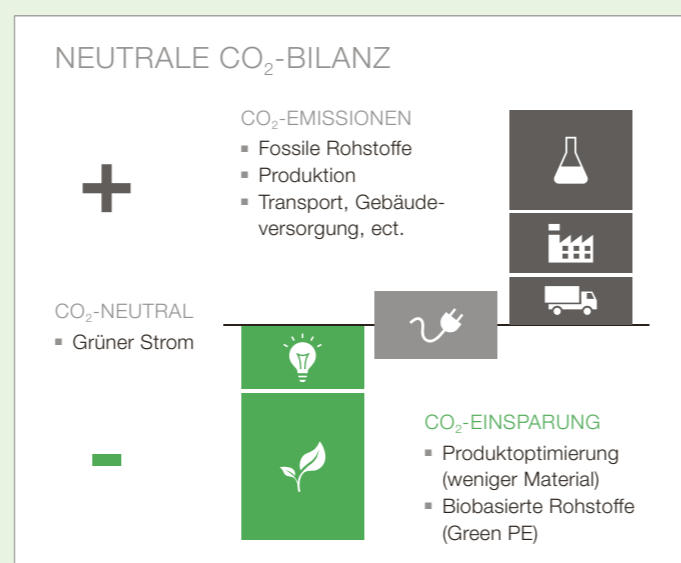 NEUTRALE CO₂-BILANZ
CO₂-EMISSIONEN
▪ Fossile Rohstoffe
▪ Produktion
▪ Transport, Gebäude-
versorgung, ect.
+
CO₂-NEUTRAL
▪ Grüner Strom
-
CO₂-EINSPARUNG
▪ Produktoptimierung
(weniger Material)
▪ Biobasierte Rohstoffe
(Green PE)